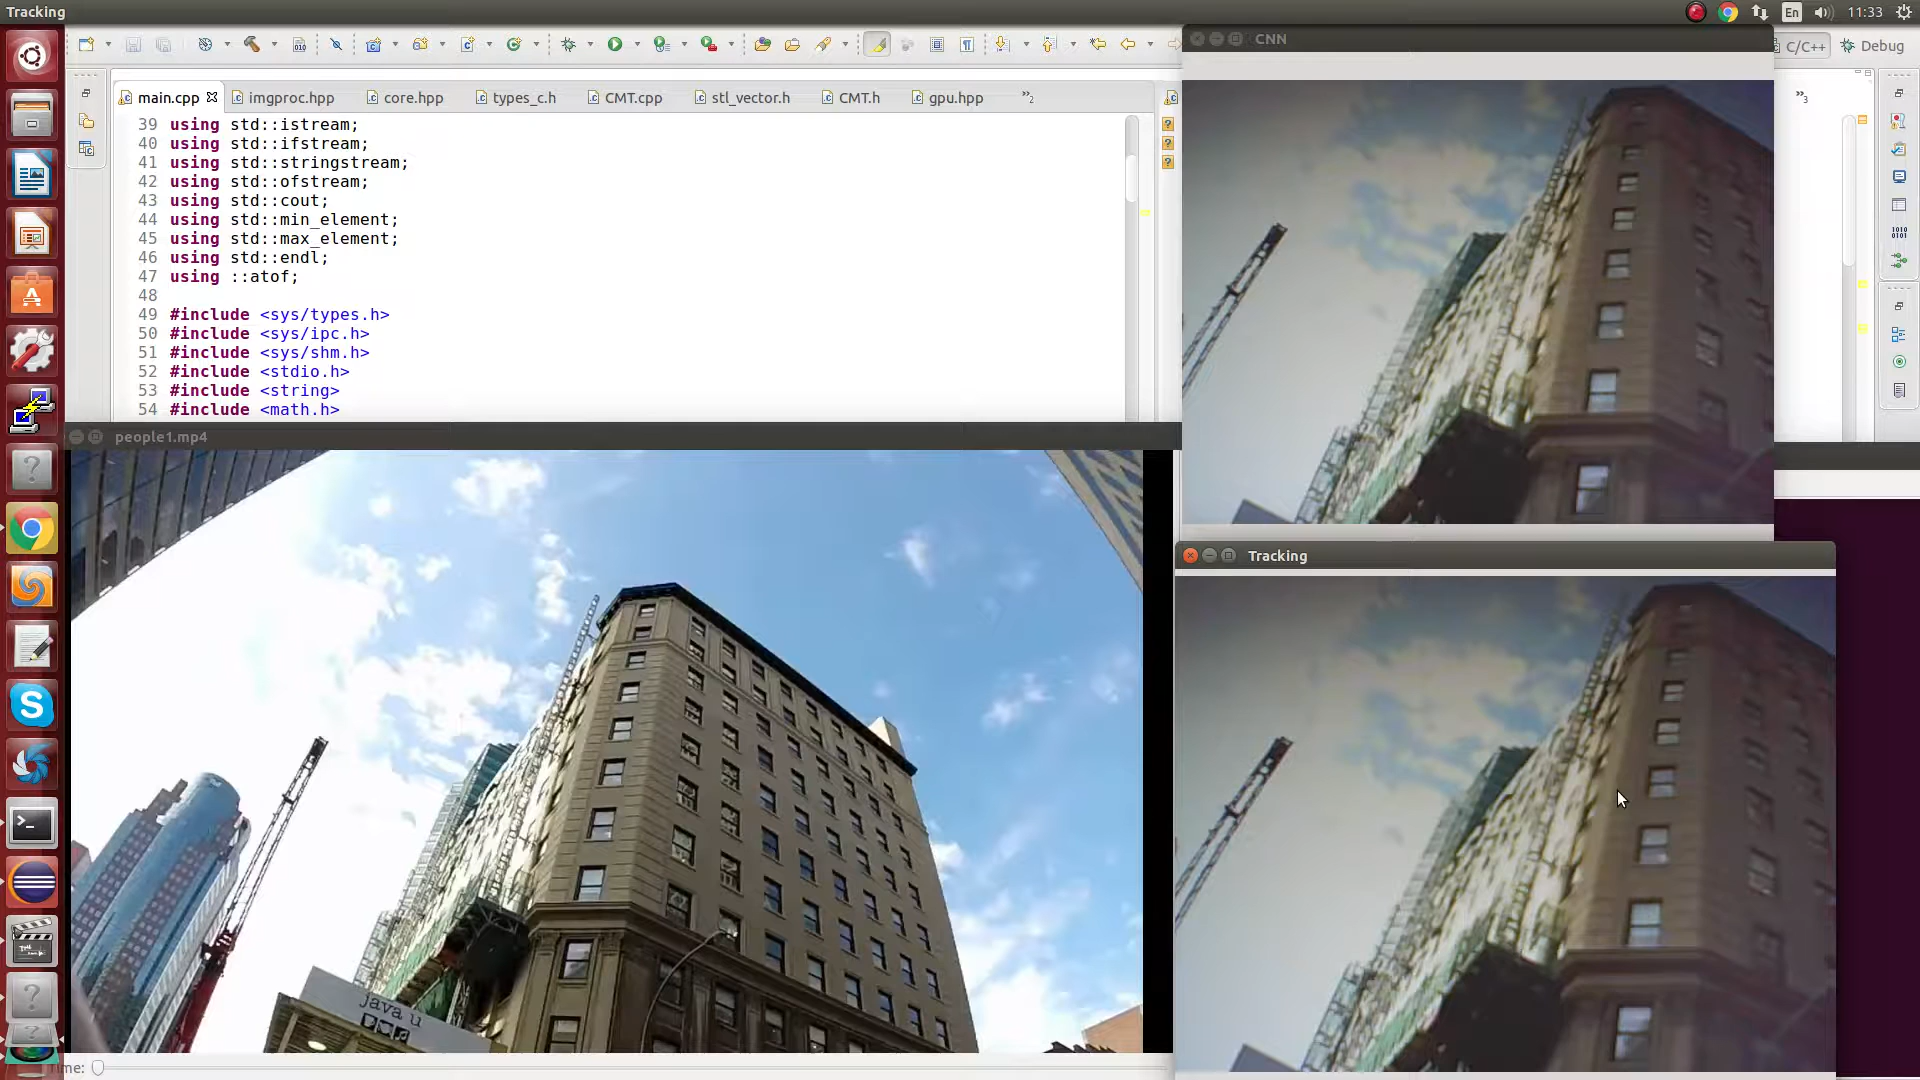 Tracking
En
11:33
CNN
C/C++
Debug
main.cpp
imgproc.hpp
core.hpp
types_c.h
CMT.cpp
stl_vector.h
CMT.h
gpu.hpp
»2
»3
39 using std::istream;
40 using std::ifstream;
41 using std::stringstream;
42 using std::ofstream;
43 using std::cout;
44 using std::min_element;
45 using std::max_element;
46 using std::endl;
47 using ::atof;
48
49 #include <sys/types.h>
50 #include <sys/ipc.h>
51 #include <sys/shm.h>
52 #include <stdio.h>
53 #include <string>
54 #include <math.h>
people1.mp4
Tracking
java u